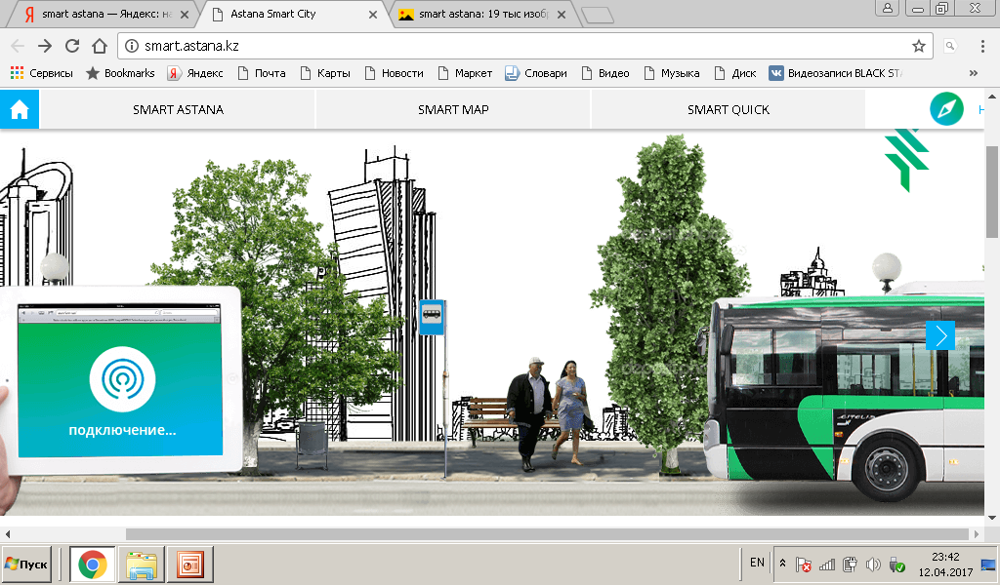 smart astana — Яндекс: на
Astana Smart City
smart astana: 19 тыс изобр
smart.astana.kz
Сервисы
Bookmarks
Яндекс
Почта
Карты
Новости
Маркет
Словари
Видео
Музыка
Диск
Видеозаписи BLACK STA
SMART ASTANA
SMART MAP
SMART QUICK
подключение...
CITELIS
Пуск
EN
23:42
12.04.2017